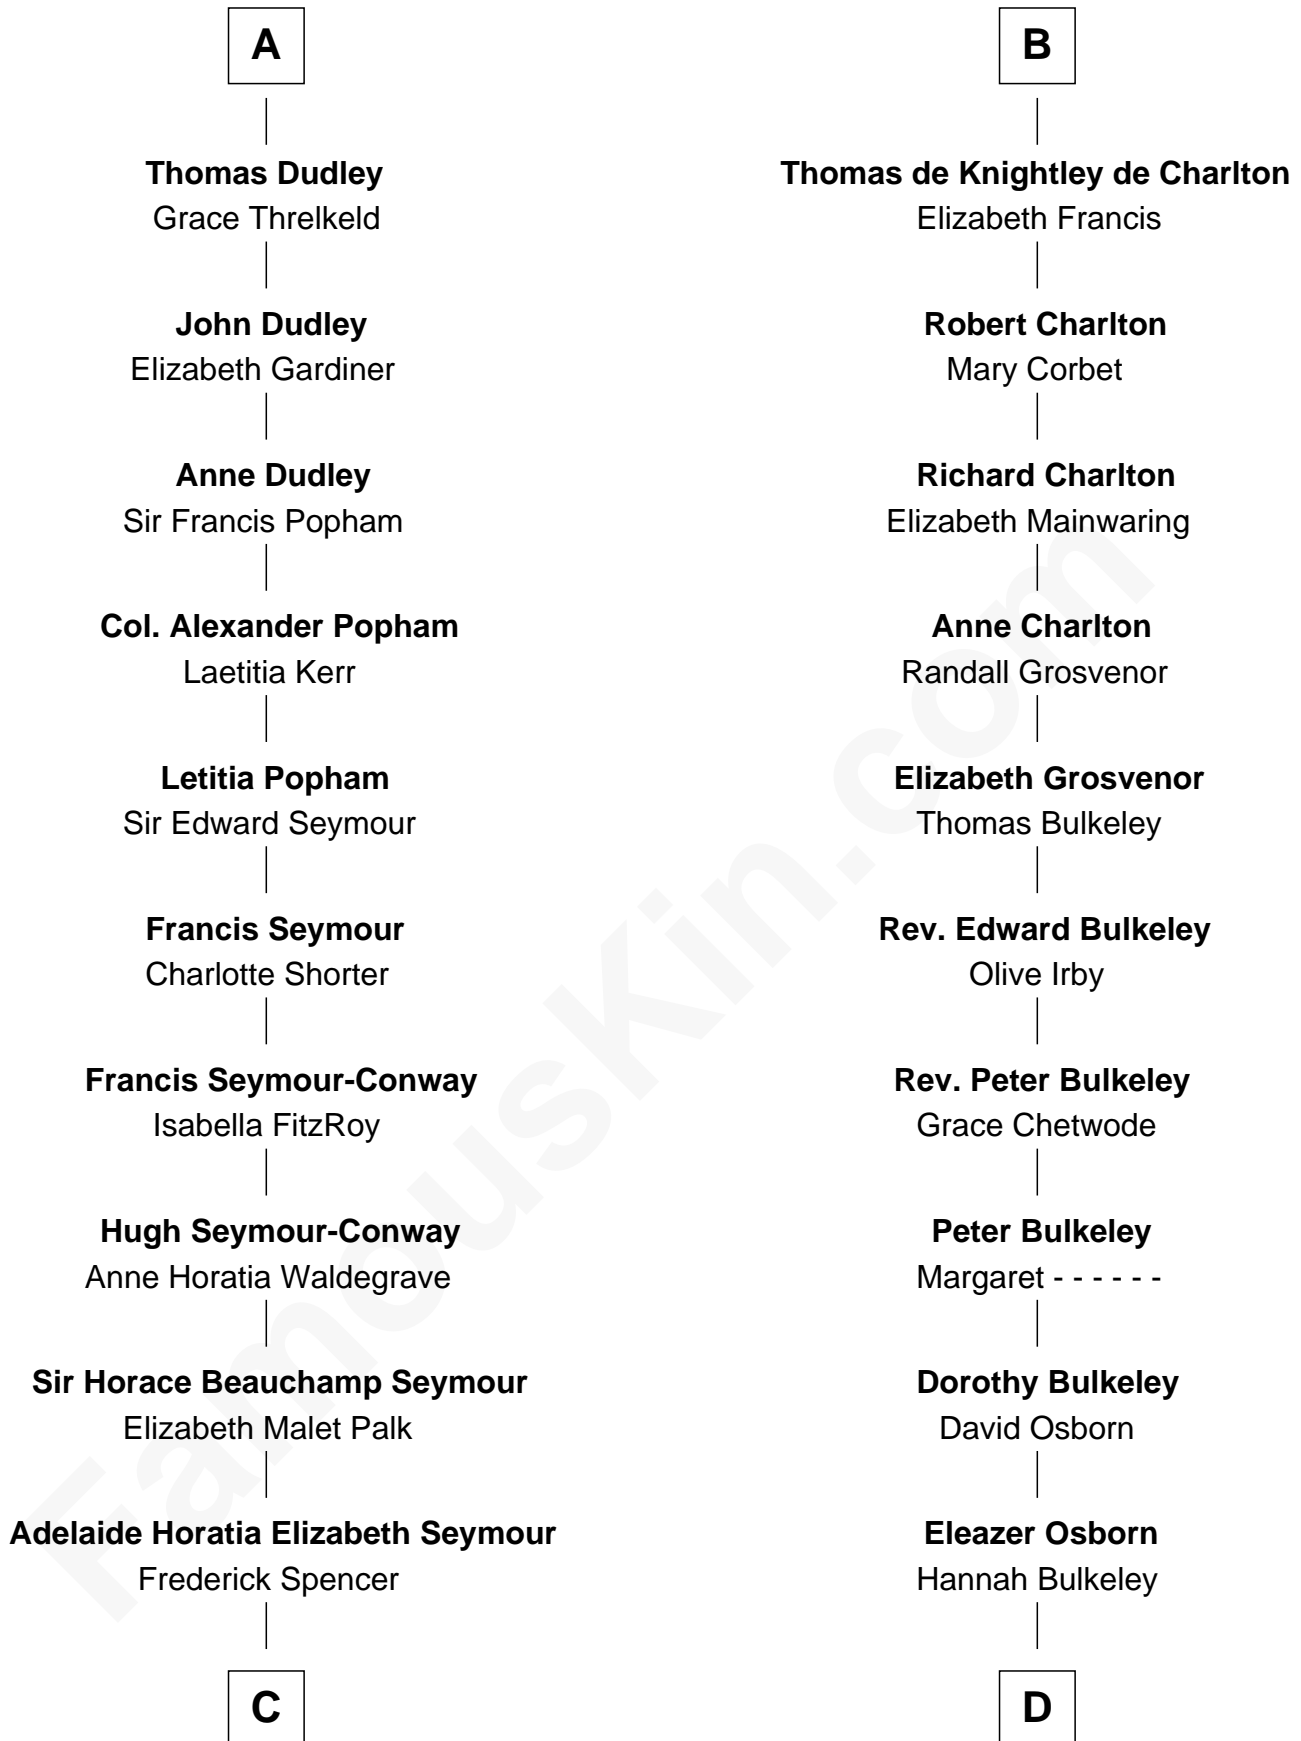 A
Thomas Dudley
Grace Threlkeld
John Dudley
Elizabeth Gardiner
Anne Dudley
Sir Francis Popham
Col. Alexander Popham
Laetitia Kerr
Letitia Popham
Sir Edward Seymour
Francis Seymour
Charlotte Shorter
Francis Seymour-Conway
Isabella FitzRoy
Hugh Seymour-Conway
Anne Horatia Waldegrave
Sir Horace Beauchamp Seymour
Elizabeth Malet Palk
Adelaide Horatia Elizabeth Seymour
Frederick Spencer
C
B
Thomas de Knightley de Charlton
Elizabeth Francis
Robert Charlton
Mary Corbet
Richard Charlton
Elizabeth Mainwaring
Anne Charlton
Randall Grosvenor
Elizabeth Grosvenor
Thomas Bulkeley
Rev. Edward Bulkeley
Olive Irby
Rev. Peter Bulkeley
Grace Chetwode
Peter Bulkeley
Margaret - - - - - -
Dorothy Bulkeley
David Osborn
Eleazer Osborn
Hannah Bulkeley
D
FamousKin.com